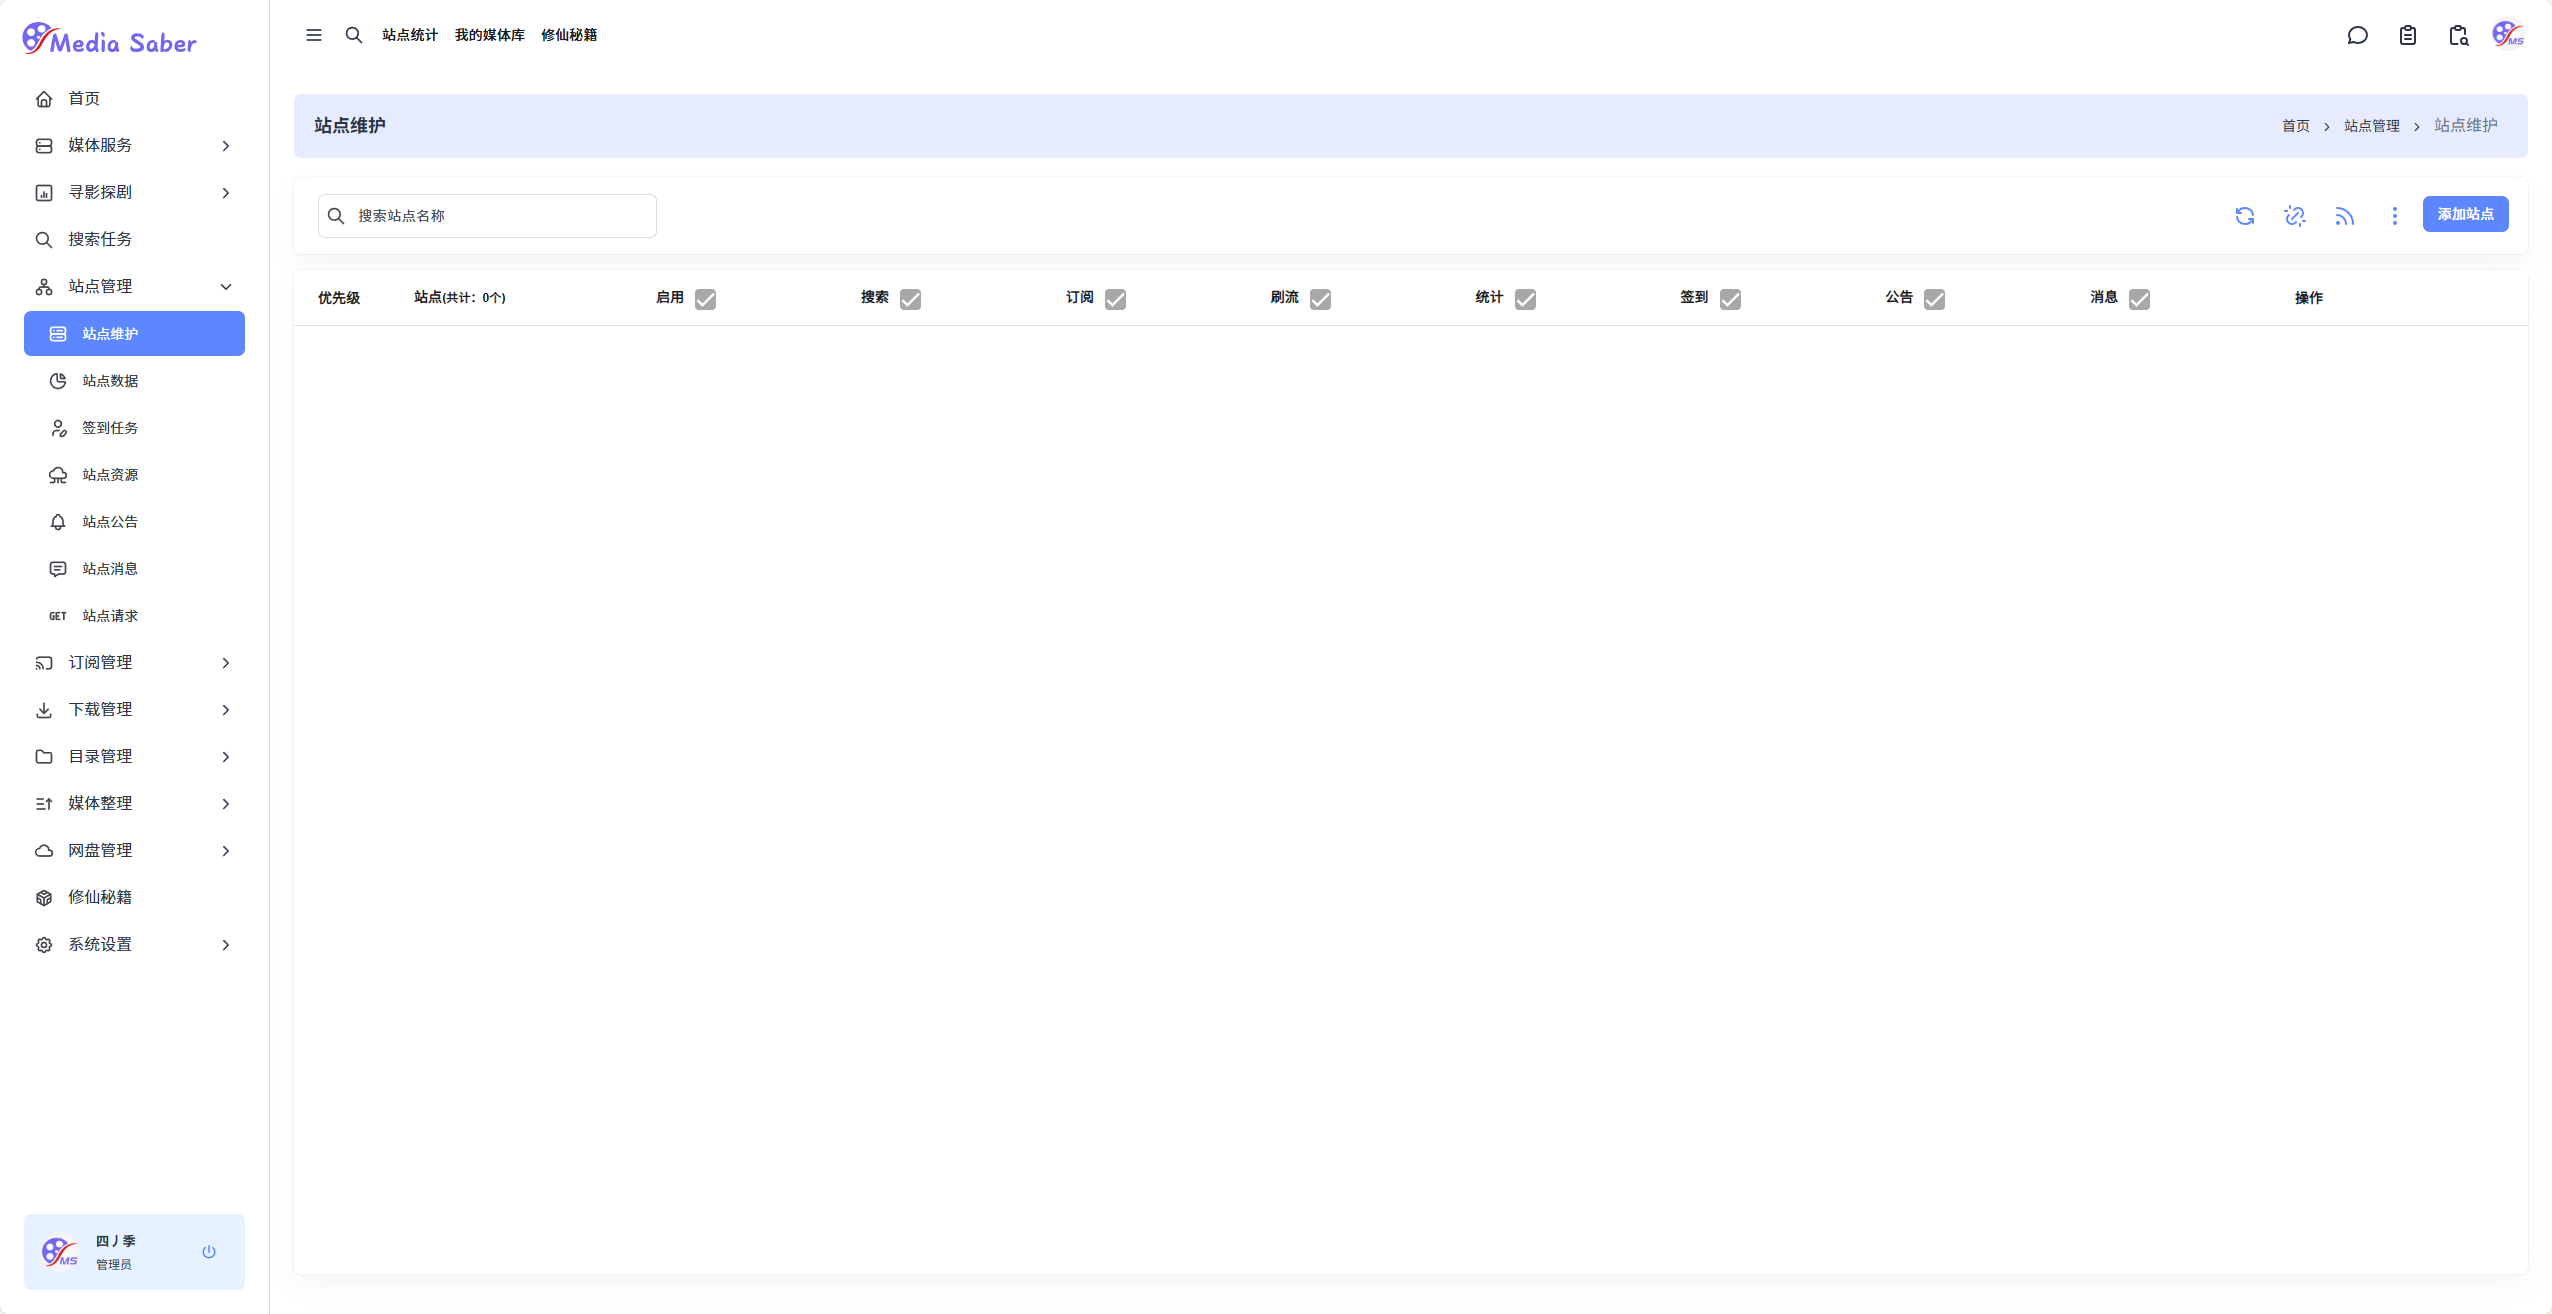 Media Saber
首页
媒体服务
寻影探剧
搜索任务
站点管理
站点维护
站点数据
签到任务
站点资源
站点公告
站点消息
GET 站点请求
订阅管理
下载管理
目录管理
媒体整理
网盘管理
修仙秘籍
系统设置
MS
四丿季
管理员
站点统计 我的媒体库 修仙秘籍
MS
站点维护
首页 > 站点管理 > 站点维护
搜索站点名称
添加站点
优先级 站点(共计：0个) 启用 搜索 订阅 刷流 统计 签到 公告 消息 操作